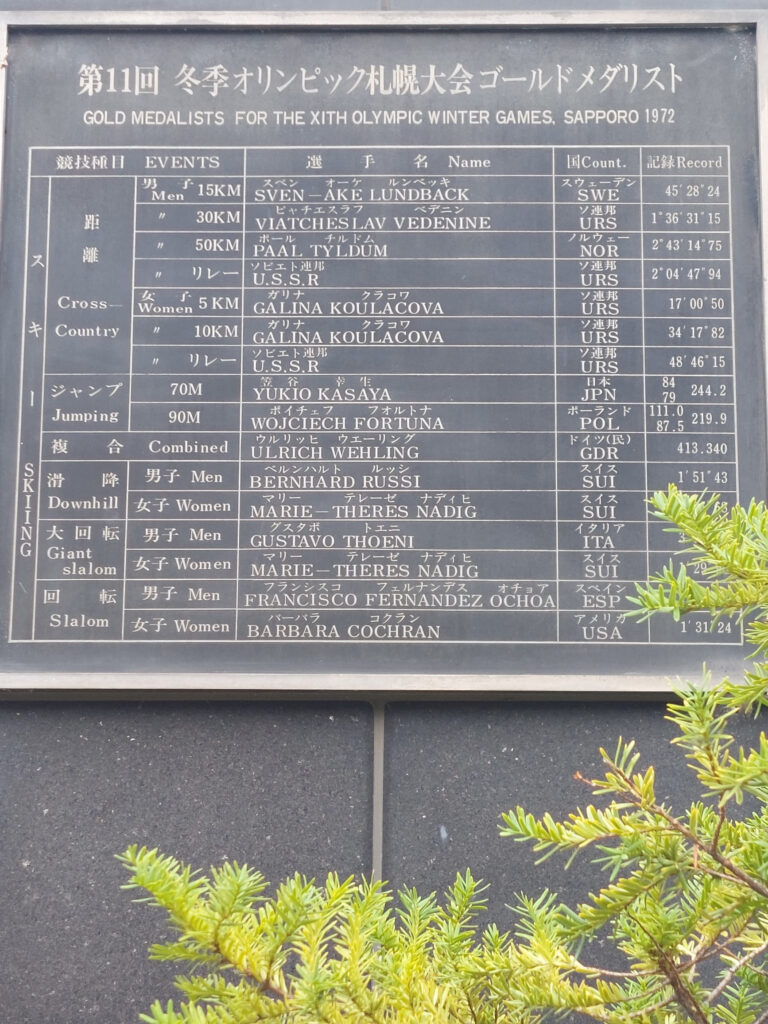 第11回 冬季オリンピック札幌大会ゴールドメダリスト
GOLD MEDALISTS FOR THE XITH OLYMPIC WINTER GAMES, SAPPORO 1972
競技種目 EVENTS 選手名 Name 国Count. 記録Record
スキー SKIING
距離 Cross-Country
男子 Men 15KM スベン オーケ ルンベッキ SVEN-AKE LUNDBACK スウェーデン SWE 45′28″24
〃 30KM ビャチエスラフ ベデニン VIATCHESLAV VEDENINE ソ連邦 URS 1°36′31″15
〃 50KM ポール チルドム PAAL TYLDUM ノルウェー NOR 2°43′14″75
〃 リレー ソビエト連邦 U.S.S.R ソ連邦 URS 2°04′47″94
女子 Women 5KM ガリナ クラコワ GALINA KOULACOVA ソ連邦 URS 17′00″50
〃 10KM ガリナ クラコワ GALINA KOULACOVA ソ連邦 URS 34′17″82
〃 リレー ソビエト連邦 U.S.S.R ソ連邦 URS 48′46″15
ジャンプ Jumping
70M 笠谷 幸生 YUKIO KASAYA 日本 JPN 84 79 244.2
90M ボイチェフ フォルトナ WOJCIECH FORTUNA ポーランド POL 111.0 87.5 219.9
複合 Combined ウルリッヒ ウエーリング ULRICH WEHLING ドイツ(民) GDR 413.340
滑降 Downhill
男子 Men ベルンハルト ルッシ BERNHARD RUSSI スイス SUI 1′51″43
女子 Women マリー テレーゼ ナディヒ MARIE-THERES NADIG スイス SUI
大回転 Giant slalom
男子 Men グスタボ トエニ GUSTAVO THOENI イタリア ITA
女子 Women マリー テレーゼ ナディヒ MARIE-THERES NADIG スイス SUI
回転 Slalom
男子 Men フランシスコ フェルナンデス オチョア FRANCISCO FERNANDEZ OCHOA スペイン ESP
女子 Women バーバラ コクラン BARBARA COCHRAN アメリカ USA 1′31″24